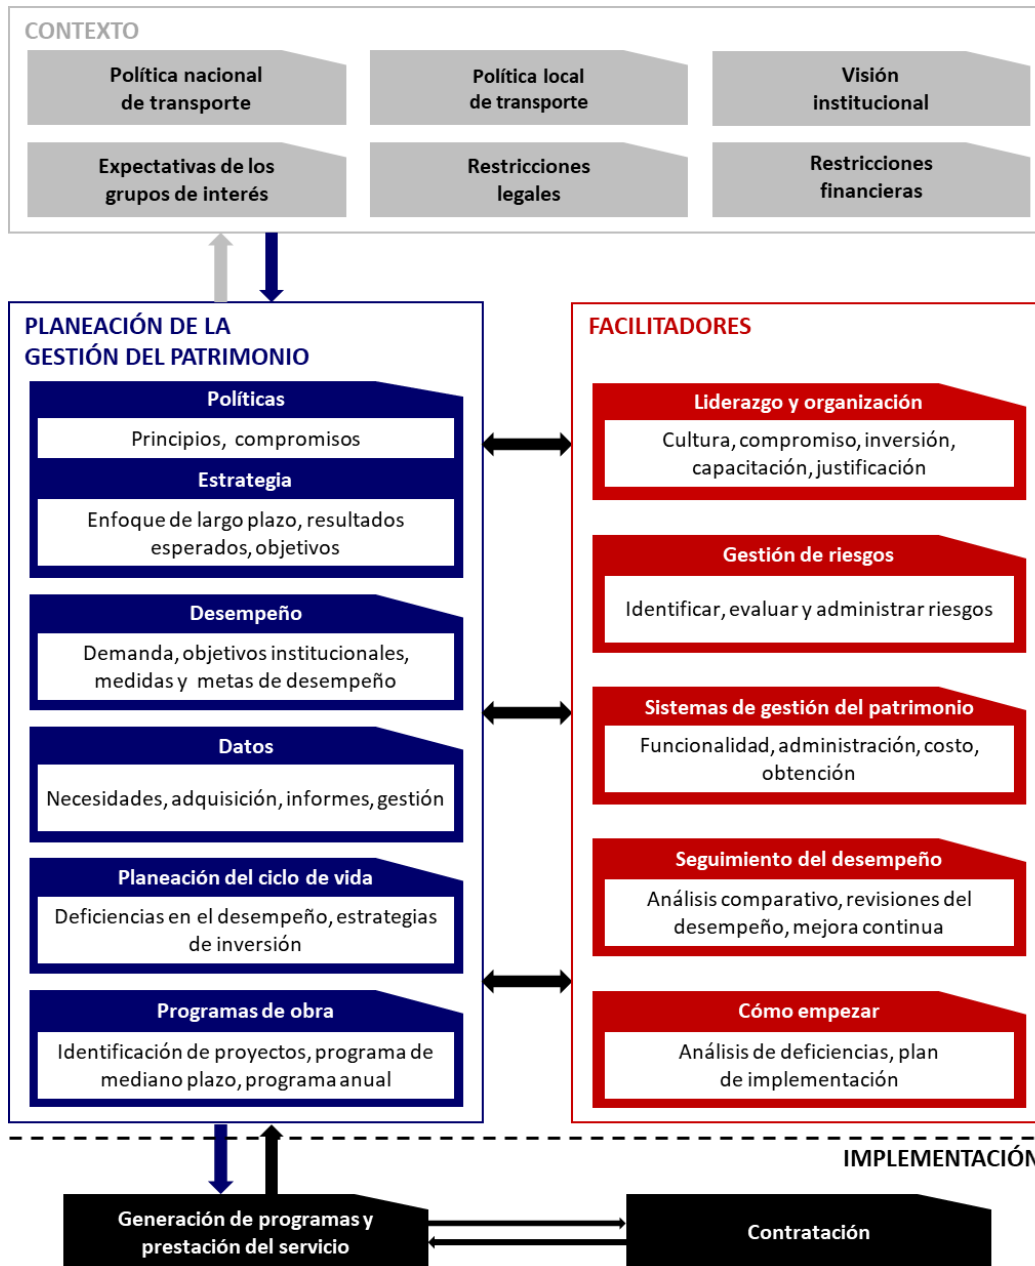 CONTEXTO
Política nacional
de transporte
Política local
de transporte
Visión
institucional
Expectativas de los
grupos de interés
Restricciones
legales
Restricciones
financieras
PLANEACIÓN DE LA
GESTIÓN DEL PATRIMONIO
Políticas
Principios, compromisos
Estrategia
Enfoque de largo plazo, resultados
esperados, objetivos
Desempeño
Demanda, objetivos institucionales,
medidas y metas de desempeño
Datos
Necesidades, adquisición, informes, gestión
Planeación del ciclo de vida
Deficiencias en el desempeño, estrategias
de inversión
Programas de obra
Identificación de proyectos, programa de
mediano plazo, programa anual
FACILITADORES
Liderazgo y organización
Cultura, compromiso, inversión,
capacitación, justificación
Gestión de riesgos
Identificar, evaluar y administrar riesgos
Sistemas de gestión del patrimonio
Funcionalidad, administración, costo,
obtención
Seguimiento del desempeño
Análisis comparativo, revisiones del
desempeño, mejora continua
Cómo empezar
Análisis de deficiencias, plan
de implementación
IMPLEMENTACIÓN
Generación de programas y
prestación del servicio
Contratación